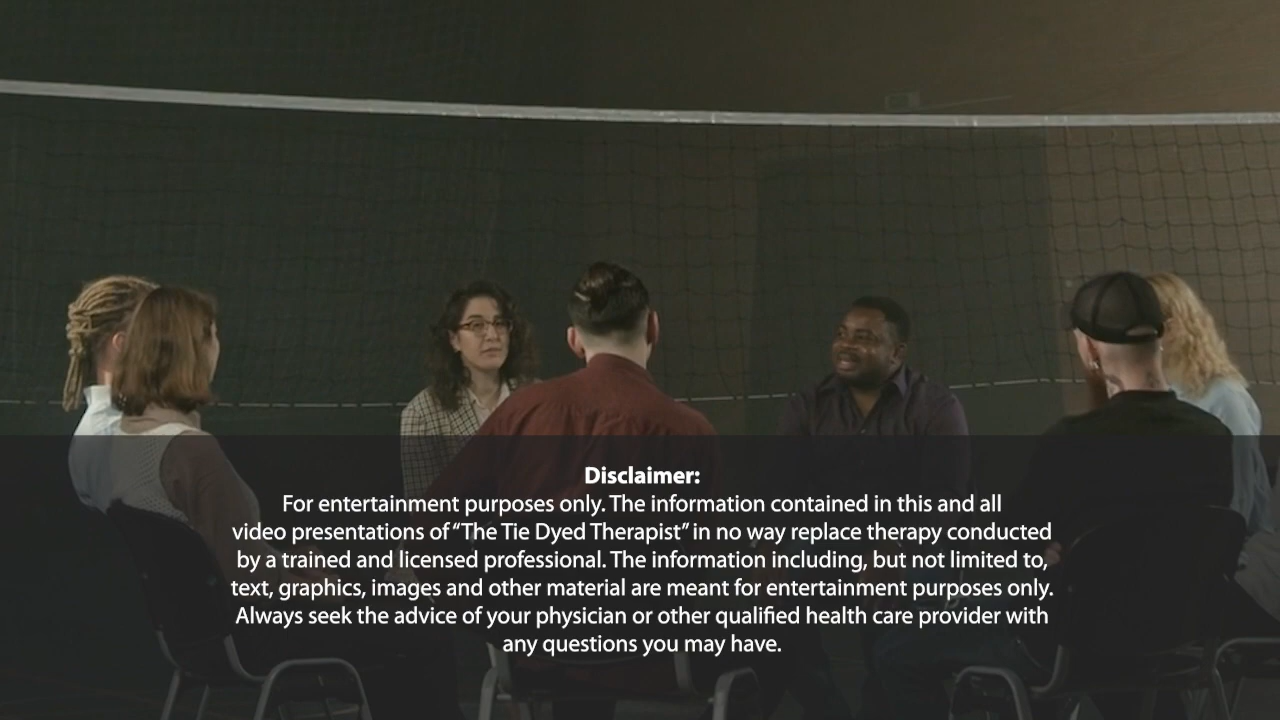 Disclaimer:
For entertainment purposes only. The information contained in this and all
video presentations of “The Tie Dyed Therapist” in no way replace therapy conducted
by a trained and licensed professional. The information including, but not limited to,
text, graphics, images and other material are meant for entertainment purposes only.
Always seek the advice of your physician or other qualified health care provider with
any questions you may have.